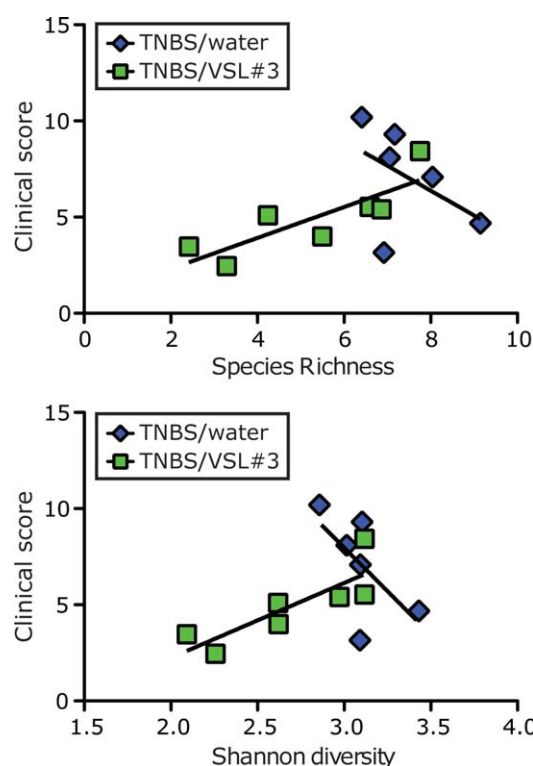 TNBS/water
TNBS/VSL#3
15
10
5
0
Clinical score
0 2 4 6 8 10
Species Richness
TNBS/water
TNBS/VSL#3
15
10
5
0
Clinical score
1.5 2.0 2.5 3.0 3.5 4.0
Shannon diversity